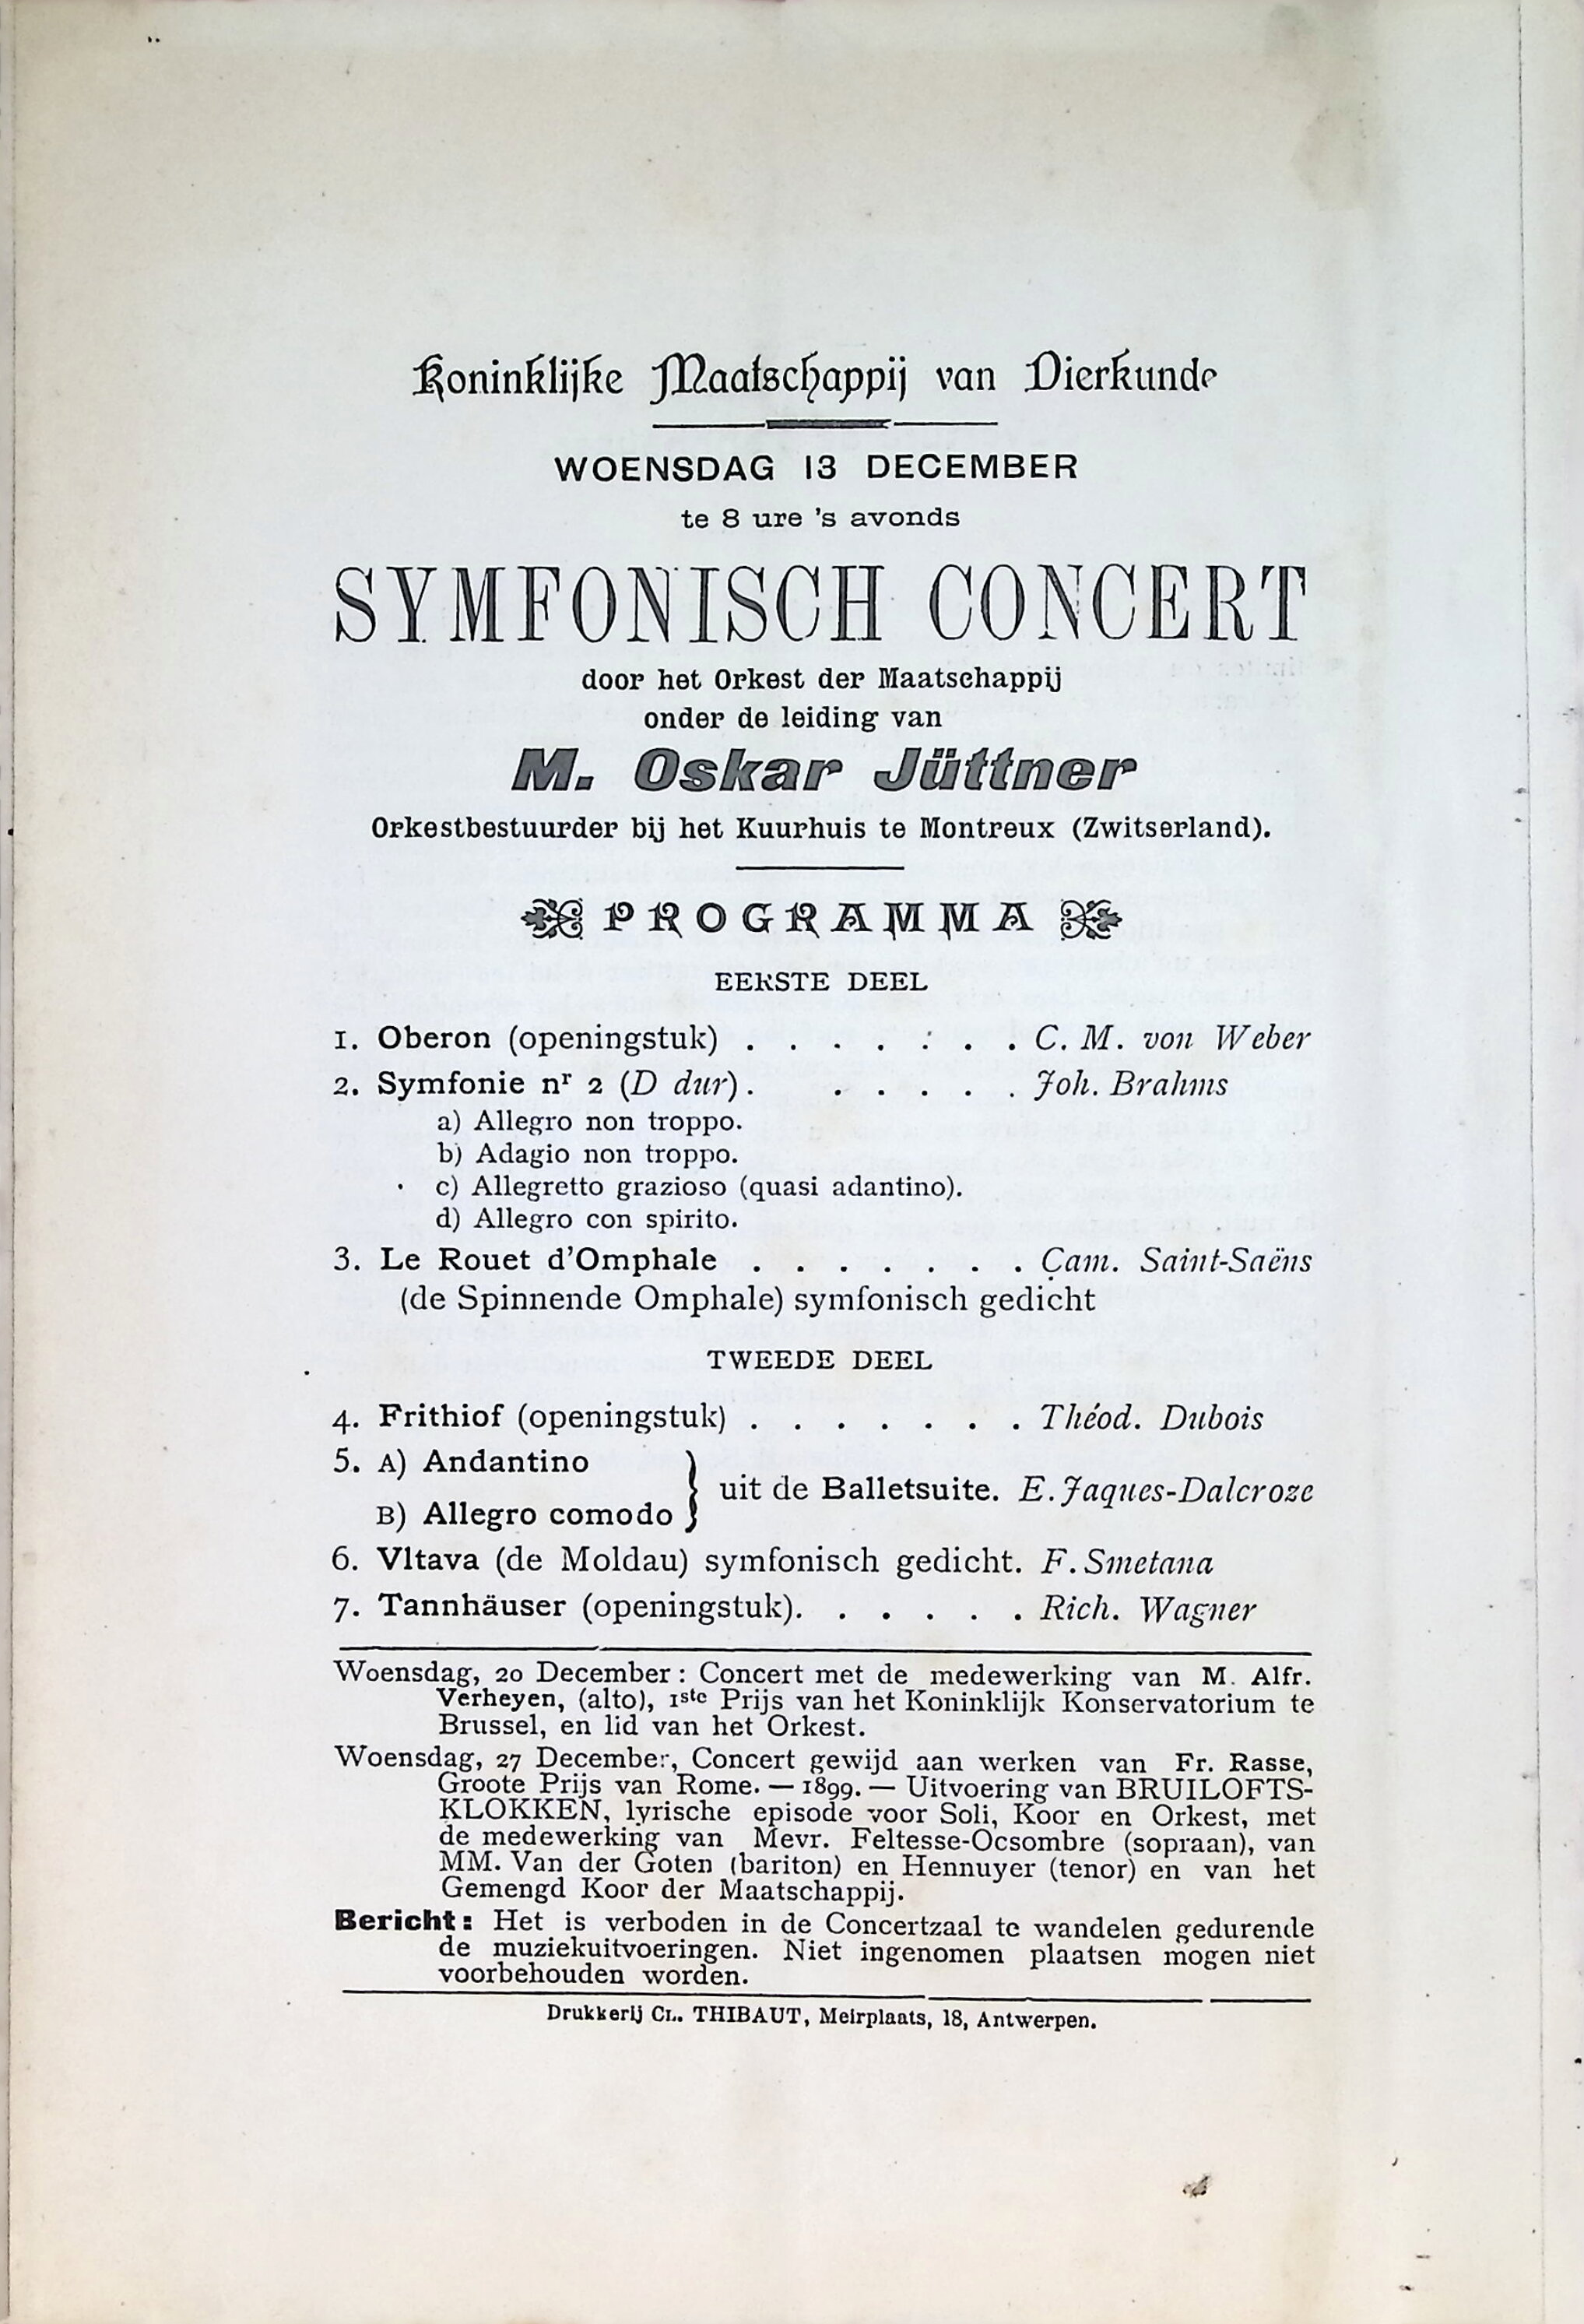 Koninklijke Maatschappij van Dierkunde
WOENSDAG 13 DECEMBER
te 8 ure 's avonds
SYMFONISCH CONCERT
door het Orkest der Maatschappij
onder de leiding van
M. Oskar Jüttner
Orkestbestuurder bij het Kuurhuis te Montreux (Zwitserland).
PROGRAMMA
EERSTE DEEL
1. Oberon (openingstuk) . . . . : . . C. M. von Weber
2. Symfonie nr 2 (D dur). . . . . . Joh. Brahms
a) Allegro non troppo.
b) Adagio non troppo.
c) Allegretto grazioso (quasi adantino).
d) Allegro con spirito.
3. Le Rouet d'Omphale . . . . . . . Cam. Saint-Saëns
(de Spinnende Omphale) symfonisch gedicht
TWEEDE DEEL
4. Frithiof (openingstuk) . . . . . . . Théod. Dubois
5. A) Andantino
B) Allegro comodo } uit de Balletsuite. E. Jaques-Dalcroze
6. Vltava (de Moldau) symfonisch gedicht. F. Smetana
7. Tannhäuser (openingstuk). . . . . . Rich. Wagner
Woensdag, 20 December : Concert met de medewerking van M. Alfr.
Verheyen, (alto), 1ste Prijs van het Koninklijk Konservatorium te
Brussel, en lid van het Orkest.
Woensdag, 27 December, Concert gewijd aan werken van Fr. Rasse,
Groote Prijs van Rome. — 1899. — Uitvoering van BRUILOFTS-
KLOKKEN, lyrische episode voor Soli, Koor en Orkest, met
de medewerking van Mevr. Feltesse-Ocsombre (sopraan), van
MM. Van der Goten (bariton) en Hennuyer (tenor) en van het
Gemengd Koor der Maatschappij.
Bericht: Het is verboden in de Concertzaal te wandelen gedurende
de muziekuitvoeringen. Niet ingenomen plaatsen mogen niet
voorbehouden worden.
Drukkerij CL. THIBAUT, Meirplaats, 18, Antwerpen.